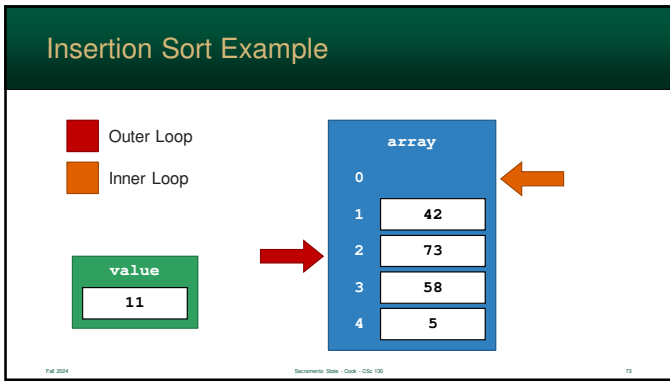 Insertion Sort Example
Outer Loop
Inner Loop
value
11
array
0
1 42
2 73
3 58
4 5
Fall 2024
Sacramento State - Cook - CSc 130
73